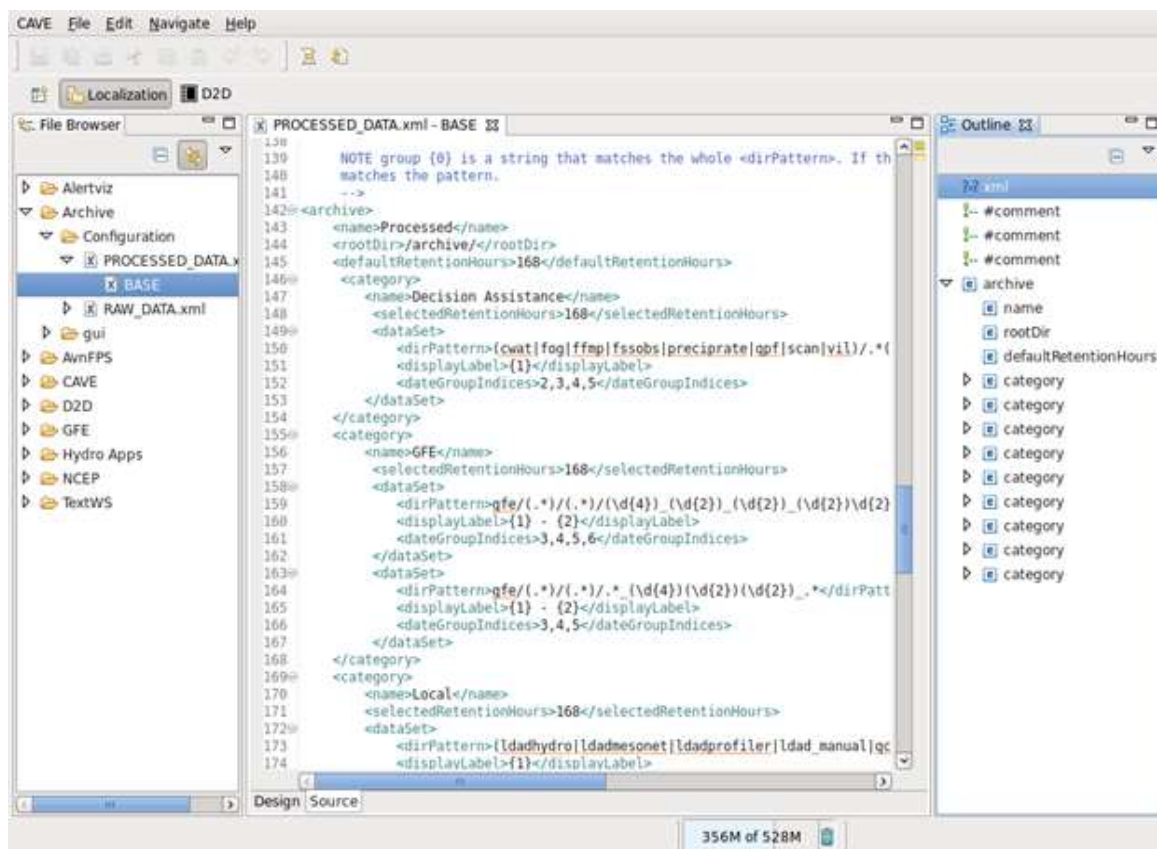 CAVE File Edit Navigate Help
Localization D2D
File Browser
Alertviz
Archive
Configuration
PROCESSED_DATA.x
BASE
RAW_DATA.xml
gui
AvnFPS
CAVE
D2D
GFE
Hydro Apps
NCEP
TextWS
PROCESSED_DATA.xml - BASE
138
139 NOTE group {0} is a string that matches the whole <dirPattern>. If th
140 matches the pattern.
141 -->
142 <archive>
143 <name>Processed</name>
144 <rootDir>/archive/</rootDir>
145 <defaultRetentionHours>168</defaultRetentionHours>
146 <category>
147 <name>Decision Assistance</name>
148 <selectedRetentionHours>168</selectedRetentionHours>
149 <dataSet>
150 <dirPattern>(cwat|fog|ffmp|fssobs|preciprate|qpf|scan|vil)/.*(
151 <displayLabel>{1}</displayLabel>
152 <dateGroupIndices>2,3,4,5</dateGroupIndices>
153 </dataSet>
154 </category>
155 <category>
156 <name>GFE</name>
157 <selectedRetentionHours>168</selectedRetentionHours>
158 <dataSet>
159 <dirPattern>gfe/(.*)/(.*)/(\d{4})_(\d{2})_(\d{2})_(\d{2})\d{2}
160 <displayLabel>{1} - {2}</displayLabel>
161 <dateGroupIndices>3,4,5,6</dateGroupIndices>
162 </dataSet>
163 <dataSet>
164 <dirPattern>gfe/(.*)/(.*)/.*_(\d{4})(\d{2})(\d{2})_.*</dirPatt
165 <displayLabel>{1} - {2}</displayLabel>
166 <dateGroupIndices>3,4,5</dateGroupIndices>
167 </dataSet>
168 </category>
169 <category>
170 <name>Local</name>
171 <selectedRetentionHours>168</selectedRetentionHours>
172 <dataSet>
173 <dirPattern>(ldadhydro|ldadmesonet|ldadprofiler|ldad_manual|qc
174 <displayLabel>{1}</displayLabel>
Design Source
Outline
?-? xml
#comment
#comment
#comment
archive
name
rootDir
defaultRetentionHours
category
category
category
category
category
category
category
category
category
356M of 528M